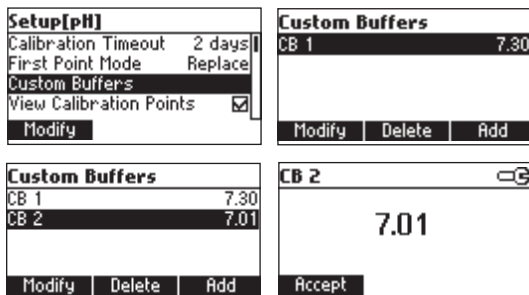 Setup[pH]
Calibration Timeout 2 days
First Point Mode Replace
Custom Buffers
View Calibration Points
Modify
Custom Buffers
CB 1 7.30
Modify Delete Add
Custom Buffers
CB 1 7.30
CB 2 7.01
Modify Delete Add
CB 2
7.01
Accept